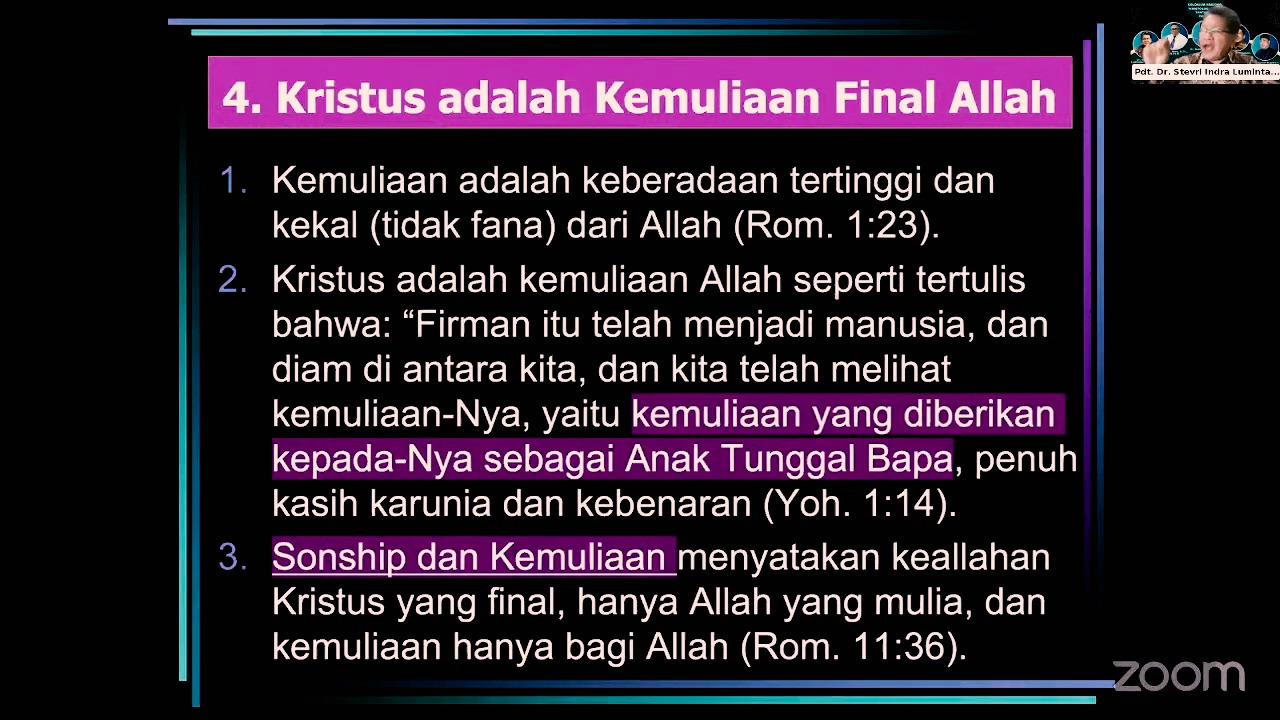 4. Kristus adalah Kemuliaan Final Allah
Pdt. Dr. Stevri Indra Luminta...
1. Kemuliaan adalah keberadaan tertinggi dan
kekal (tidak fana) dari Allah (Rom. 1:23).
2. Kristus adalah kemuliaan Allah seperti tertulis
bahwa: “Firman itu telah menjadi manusia, dan
diam di antara kita, dan kita telah melihat
kemuliaan-Nya, yaitu kemuliaan yang diberikan
kepada-Nya sebagai Anak Tunggal Bapa, penuh
kasih karunia dan kebenaran (Yoh. 1:14).
3. Sonship dan Kemuliaan menyatakan keallahan
Kristus yang final, hanya Allah yang mulia, dan
kemuliaan hanya bagi Allah (Rom. 11:36).
zoom